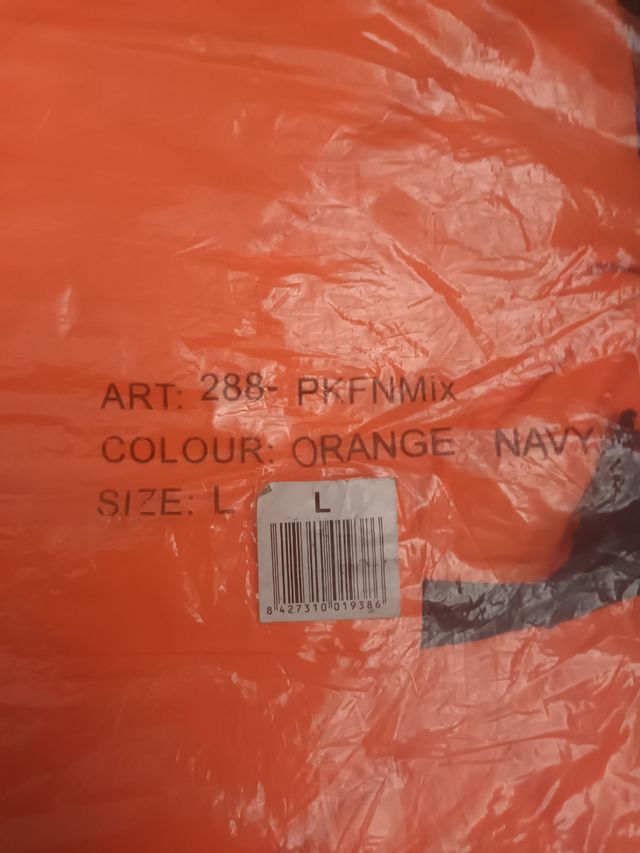 ART: 288- PKFNMix
COLOUR: ORANGE NAVY
SIZE: L
L
8 427310 019386